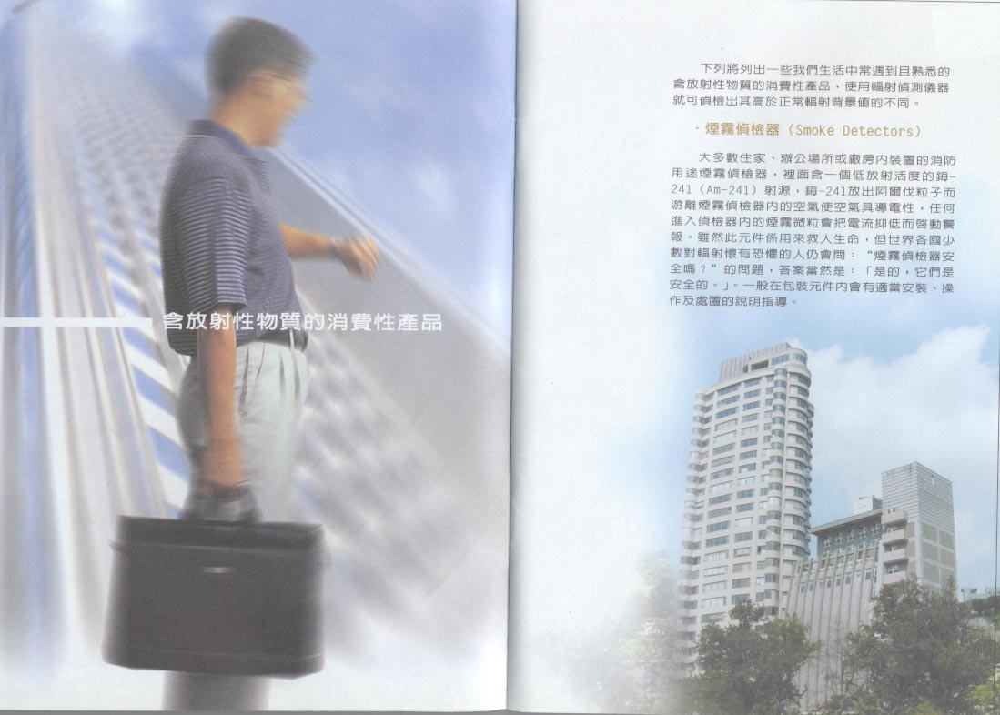 含放射性物質的消費性產品
下列將列出一些我們生活中常遇到且熟悉的
含放射性物質的消費性產品，使用輻射偵測儀器
就可偵檢出其高於正常輻射背景值的不同。
·煙霧偵檢器 (Smoke Detectors)
大多數住家、辦公場所或廠房內裝置的消防
用途煙霧偵檢器，裡面含一個低放射活度的鋂-
241（Am-241）射源，鋂-241放出阿爾伐粒子而
游離煙霧偵檢器內的空氣使空氣具導電性，任何
進入偵檢器內的煙霧微粒會把電流抑低而啓動警
報。雖然此元件係用來救人生命，但世界各國少
數對輻射懷有恐懼的人仍會問：“煙霧偵檢器安
全嗎？”的問題，答案當然是：「是的，它們是
安全的。」。一般在包裝元件內會有適當安裝、操
作及處置的說明指導。